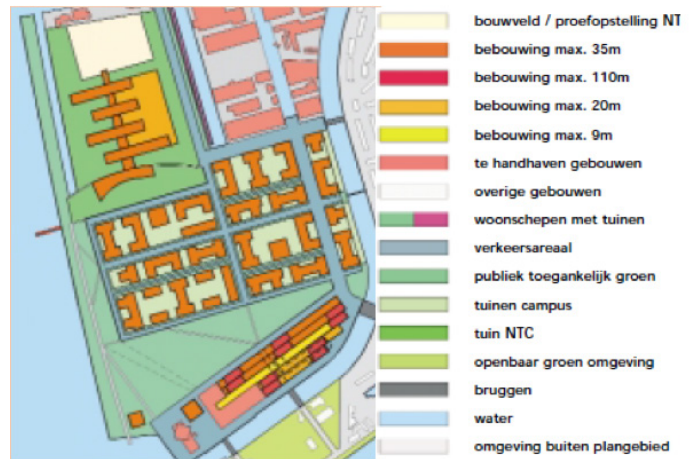 bouwveld / proefopstelling NT
bebouwing max. 35m
bebouwing max. 110m
bebouwing max. 20m
bebouwing max. 9m
te handhaven gebouwen
overige gebouwen
woonschepen met tuinen
verkeersareaal
publiek toegankelijk groen
tuinen campus
tuin NTC
openbaar groen omgeving
bruggen
water
omgeving buiten plangebied